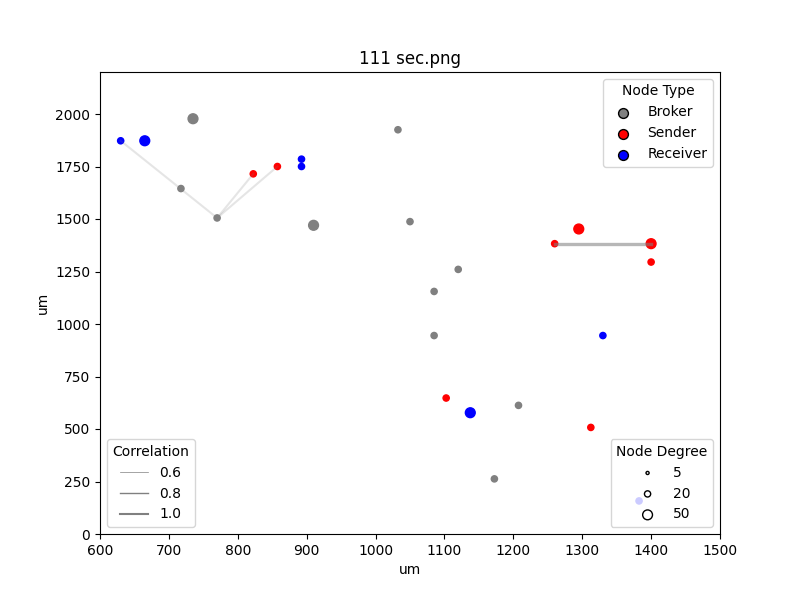 111 sec.png
Node Type
Broker
Sender
Receiver
um
2000
1750
1500
1250
1000
750
500
250
0
Correlation
0.6
0.8
1.0
Node Degree
5
20
50
600 700 800 900 1000 1100 1200 1300 1400 1500
um